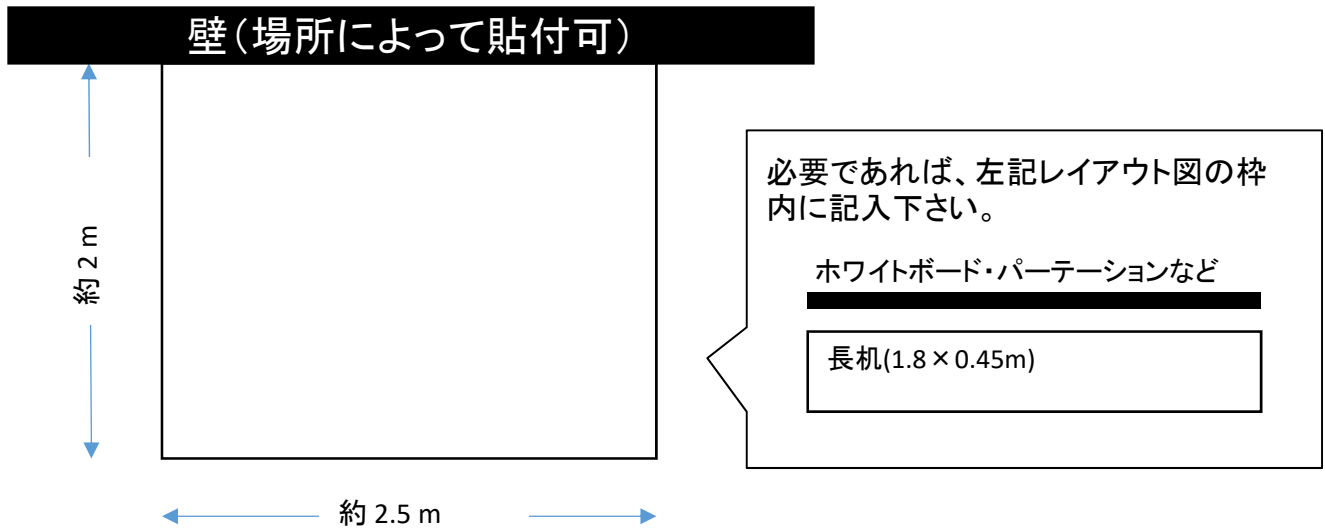 壁（場所によって貼付可）
必要であれば、左記レイアウト図の枠
内に記入下さい。
ホワイトボード・パーテーションなど
長机(1.8×0.45m)
約 2 m
約 2.5 m